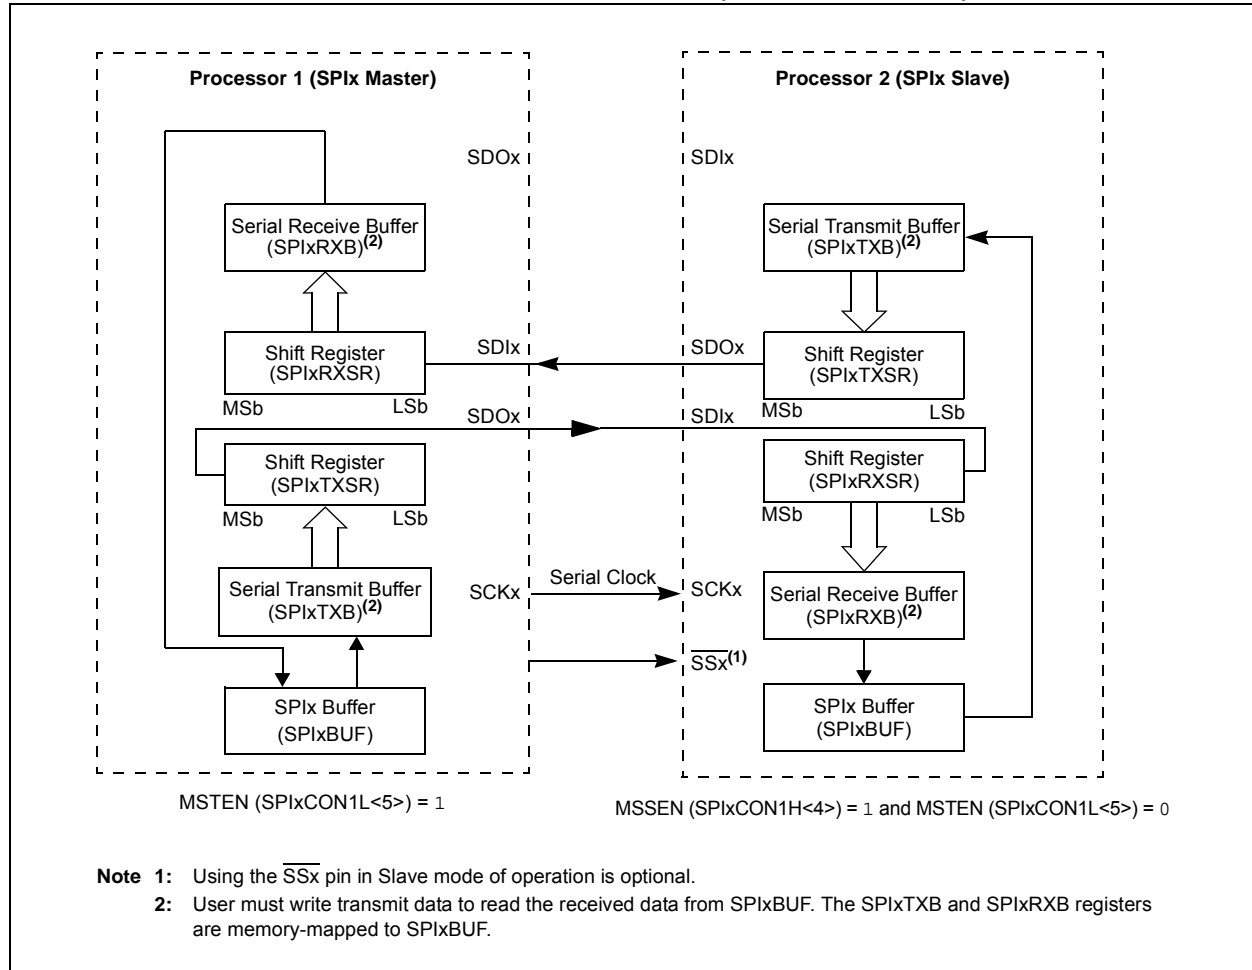 Processor 1 (SPIx Master)
Processor 2 (SPIx Slave)
SDOx
SDIx
Serial Receive Buffer
(SPIxRXB)(2)
Serial Transmit Buffer
(SPIxTXB)(2)
Shift Register
(SPIxRXSR)
SDIx
SDOx
Shift Register
(SPIxTXSR)
MSb
LSb
MSb
LSb
SDOx
SDIx
Shift Register
(SPIxTXSR)
Shift Register
(SPIxRXSR)
MSb
LSb
MSb
LSb
Serial Transmit Buffer
(SPIxTXB)(2)
SCKx
Serial Clock
SCKx
Serial Receive Buffer
(SPIxRXB)(2)
SSx(1)
SPIx Buffer
(SPIxBUF)
SPIx Buffer
(SPIxBUF)
MSTEN (SPIxCON1L<5>) = 1
MSSEN (SPIxCON1H<4>) = 1 and MSTEN (SPIxCON1L<5>) = 0
Note 1: Using the SSx pin in Slave mode of operation is optional.
2: User must write transmit data to read the received data from SPIxBUF. The SPIxTXB and SPIxRXB registers
are memory-mapped to SPIxBUF.